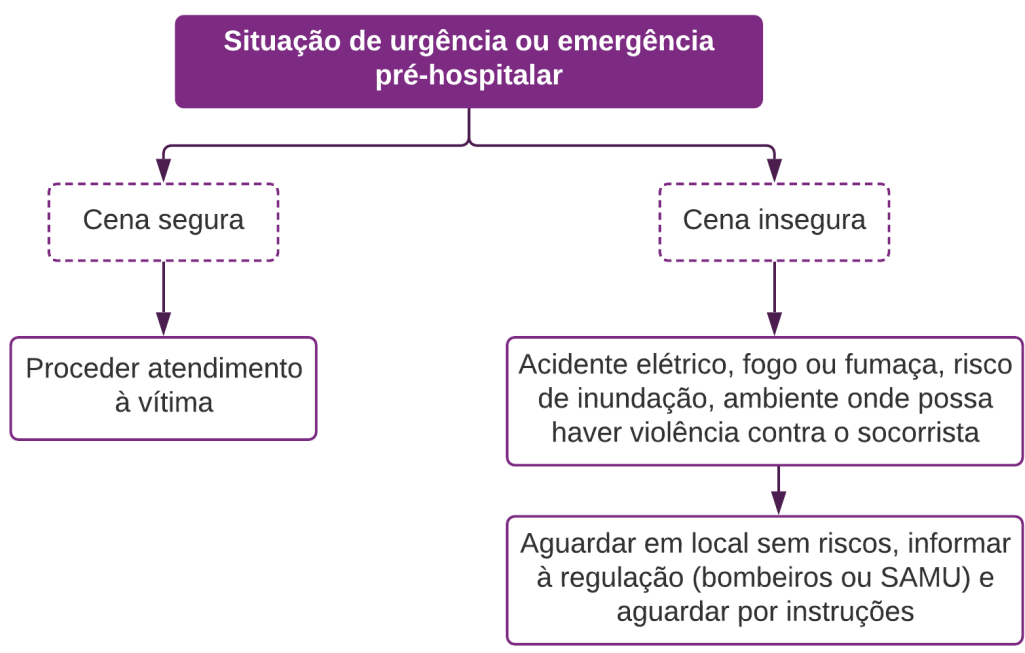 Situação de urgência ou emergência
pré-hospitalar
Cena segura
Cena insegura
Proceder atendimento
à vítima
Acidente elétrico, fogo ou fumaça, risco
de inundação, ambiente onde possa
haver violência contra o socorrista
Aguardar em local sem riscos, informar
à regulação (bombeiros ou SAMU) e
aguardar por instruções